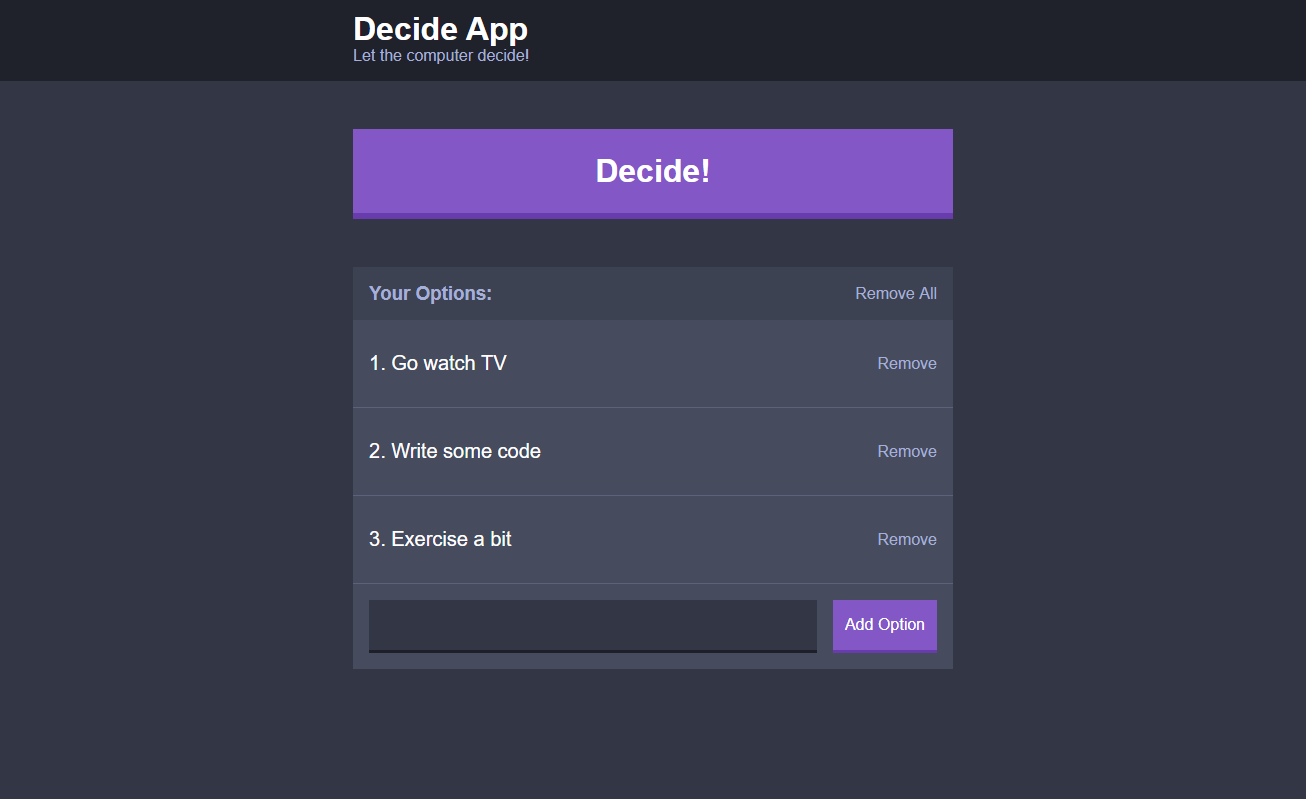 Decide App
Let the computer decide!
Decide!
Your Options:
Remove All
1. Go watch TV
Remove
2. Write some code
Remove
3. Exercise a bit
Remove
Add Option